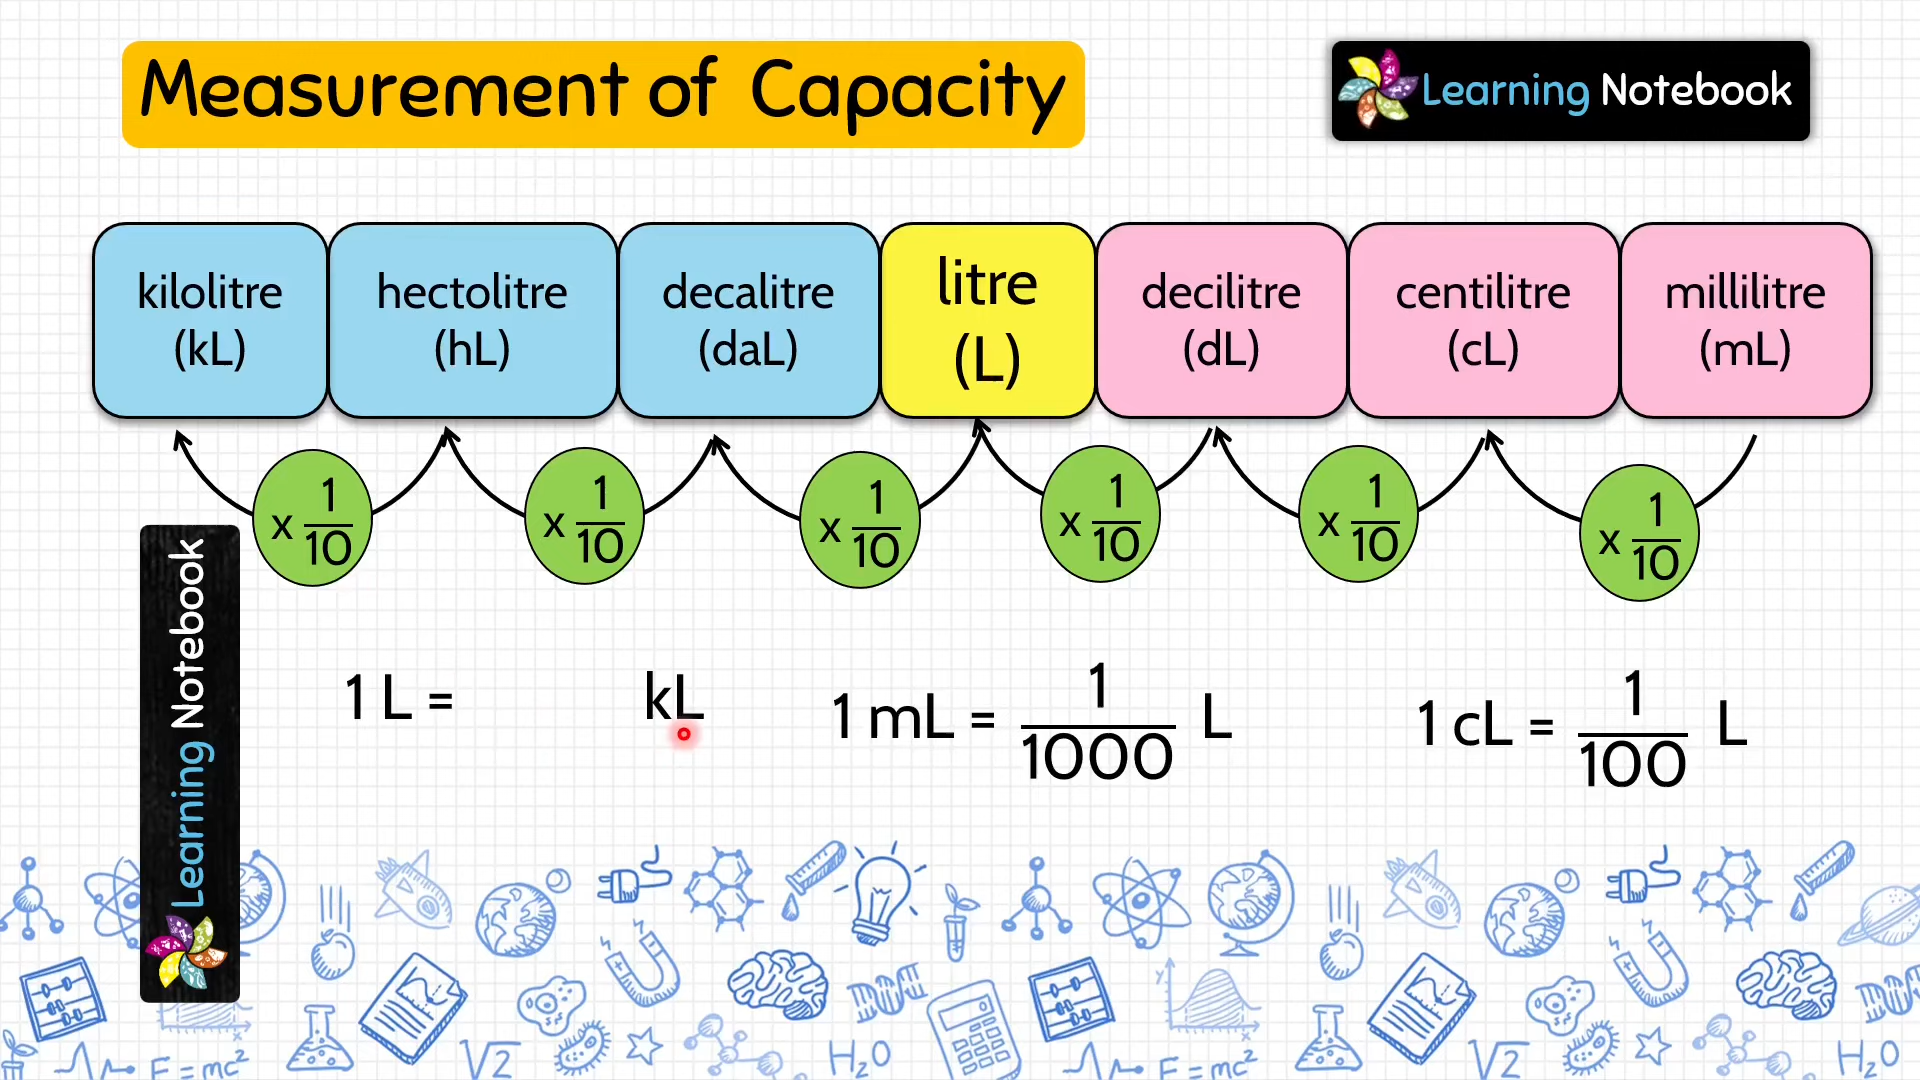 Measurement of Capacity
Learning Notebook
kilolitre
(kL)
hectolitre
(hL)
decalitre
(daL)
litre
(L)
decilitre
(dL)
centilitre
(cL)
millilitre
(mL)
x 1/10
x 1/10
x 1/10
x 1/10
x 1/10
x 1/10
Learning Notebook
1 L = kL
1 mL = 1/1000 L
1 cL = 1/100 L
E=mc²
√2
H₂O
E=mc²
√2
H₂O